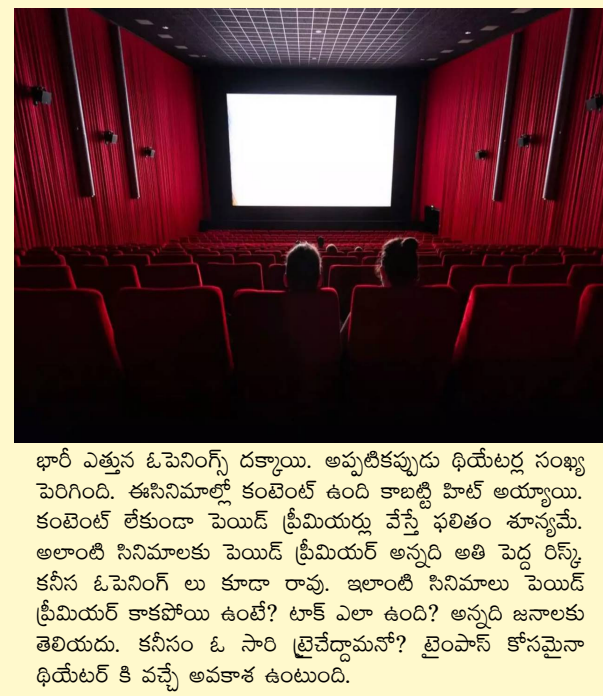 భారీ ఎత్తున ఓపెనింగ్స్ దక్కాయి. అప్పటికప్పుడు థియేటర్ల సంఖ్య
పెరిగింది. ఈసినిమాల్లో కంటెంట్ ఉంది కాబట్టి హిట్ అయ్యాయి.
కంటెంట్ లేకుండా పెయిడ్ ప్రీమియర్లు వేస్తే ఫలితం శూన్యమే.
అలాంటి సినిమాలకు పెయిడ్ ప్రీమియర్ అన్నది అతి పెద్ద రిస్క్
కనీస ఓపెనింగ్ లు కూడా రావు. ఇలాంటి సినిమాలు పెయిడ్
ప్రీమియర్ కాకపోయి ఉంటే? టాక్ ఎలా ఉంది? అన్నది జనాలకు
తెలియదు. కనీసం ఓ సారి ట్రైచేద్దామనో? టైంపాస్ కోసమైనా
థియేటర్ కి వచ్చే అవకాశ ఉంటుంది.